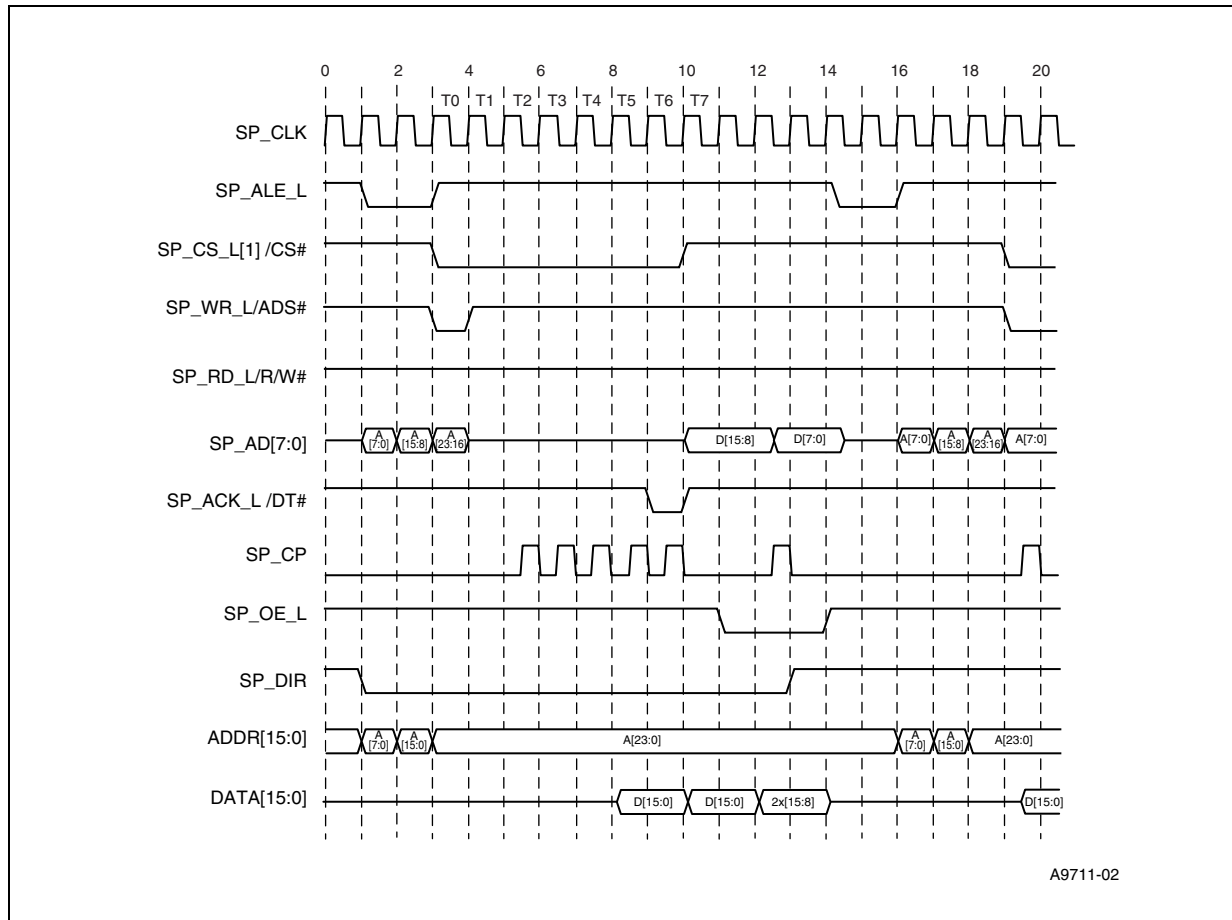 0 2 4 6 8 10 12 14 16 18 20
T0 T1 T2 T3 T4 T5 T6 T7
SP_CLK
SP_ALE_L
SP_CS_L[1] /CS#
SP_WR_L/ADS#
SP_RD_L/R/W#
SP_AD[7:0] A [7:0] A [15:8] A [23:16] D[15:8] D[7:0] A[7:0] A [15:8] A [23:16] A[7:0]
SP_ACK_L /DT#
SP_CP
SP_OE_L
SP_DIR
ADDR[15:0] A [7:0] A [15:0] A[23:0] A [7:0] A [15:0] A[23:0]
DATA[15:0] D[15:0] D[15:0] 2x[15:8] D[15:0]
A9711-02